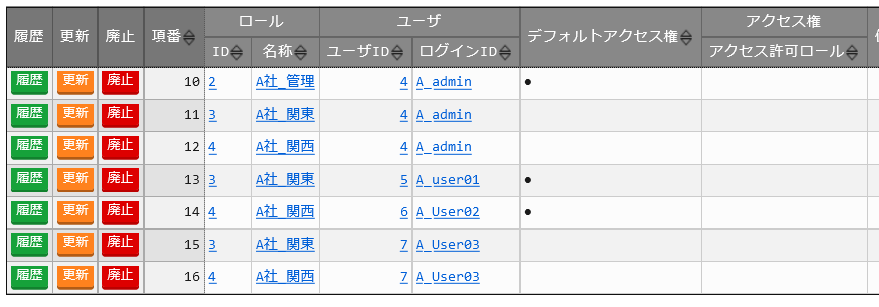 履歴 更新 廃止 項番 ロール ユーザ デフォルトアクセス権 アクセス権
ID 名称 ユーザID ログインID アクセス許可ロール
履歴 更新 廃止 10 2 A社_管理 4 A_admin ●
履歴 更新 廃止 11 3 A社_関東 4 A_admin
履歴 更新 廃止 12 4 A社_関西 4 A_admin
履歴 更新 廃止 13 3 A社_関東 5 A_user01 ●
履歴 更新 廃止 14 4 A社_関西 6 A_User02 ●
履歴 更新 廃止 15 3 A社_関東 7 A_User03
履歴 更新 廃止 16 4 A社_関西 7 A_User03